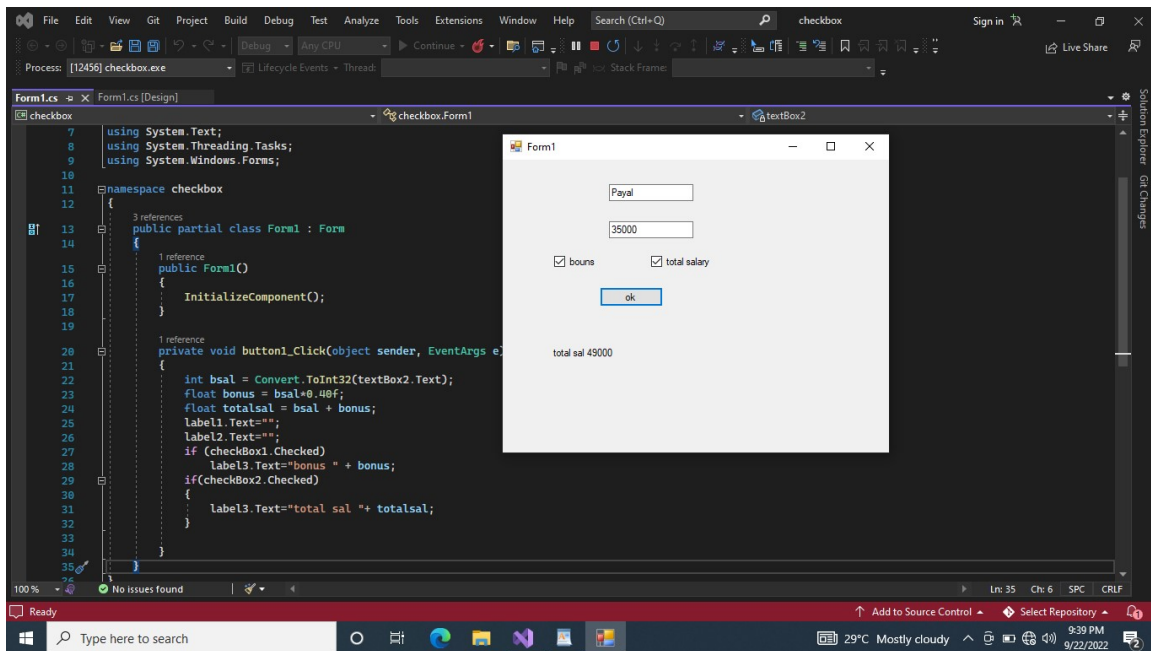 File Edit View Git Project Build Debug Test Analyze Tools Extensions Window Help Search (Ctrl+Q) checkbox Sign in
Debug Any CPU Continue Live Share
Process: [12456] checkbox.exe Lifecycle Events Thread: Stack Frame:
Form1.cs Form1.cs [Design]
checkbox checkbox.Form1 textBox2
7 using System.Text;
8 using System.Threading.Tasks;
9 using System.Windows.Forms;
10
11 namespace checkbox
12 {
3 references
13 public partial class Form1 : Form
14 {
1 reference
15 public Form1()
16 {
17 InitializeComponent();
18 }
19
1 reference
20 private void button1_Click(object sender, EventArgs e)
21 {
22 int bsal = Convert.ToInt32(textBox2.Text);
23 float bonus = bsal*0.40f;
24 float totalsal = bsal + bonus;
25 label1.Text="";
26 label2.Text="";
27 if (checkBox1.Checked)
28 label3.Text="bonus " + bonus;
29 if(checkBox2.Checked)
30 {
31 label3.Text="total sal "+ totalsal;
32 }
33
34 }
35 }
Form1
Payal
35000
bouns total salary
ok
total sal 49000
Solution Explorer
Git Changes
100 % No issues found Ln: 35 Ch: 6 SPC CRLF
Ready Add to Source Control Select Repository
Type here to search 29°C Mostly cloudy 9:39 PM
9/22/2022